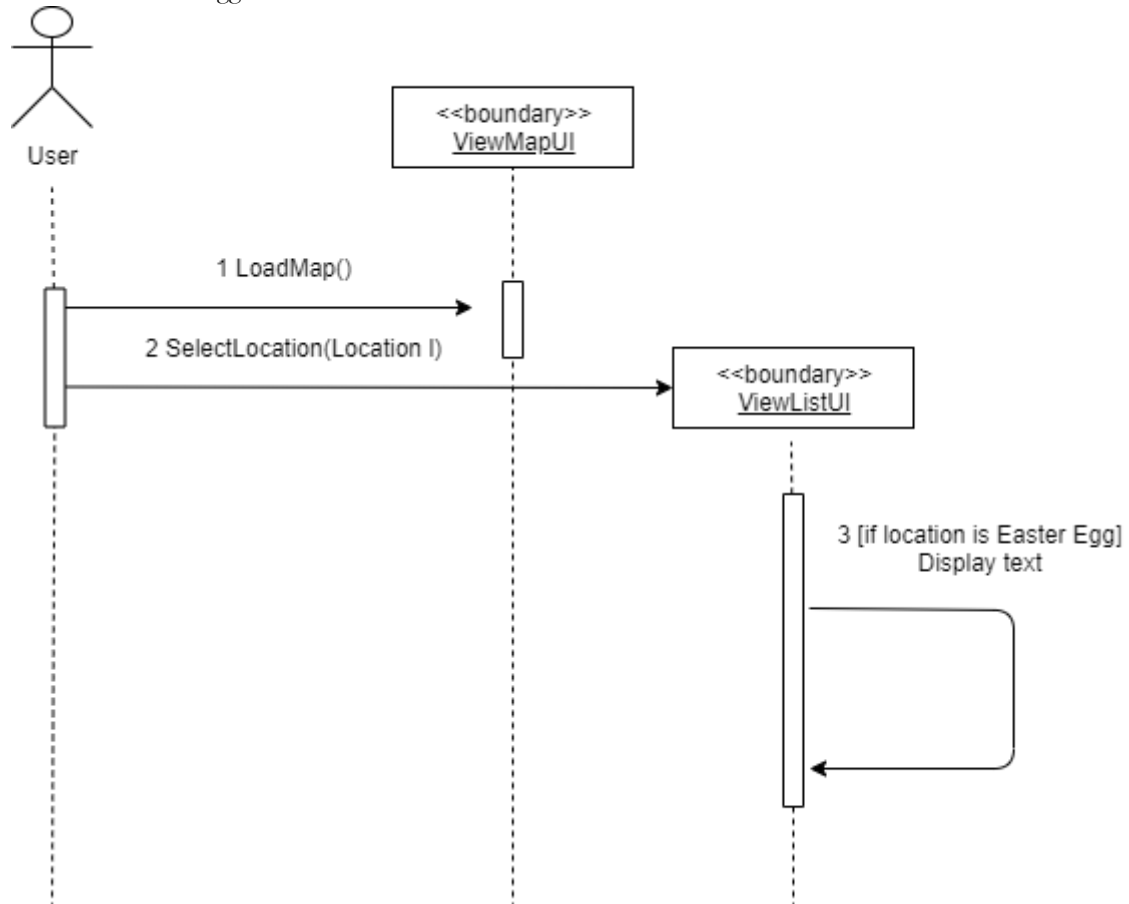 User
<<boundary>>
ViewMapUI
1 LoadMap()
2 SelectLocation(Location l)
<<boundary>>
ViewListUI
3 [if location is Easter Egg]
Display text